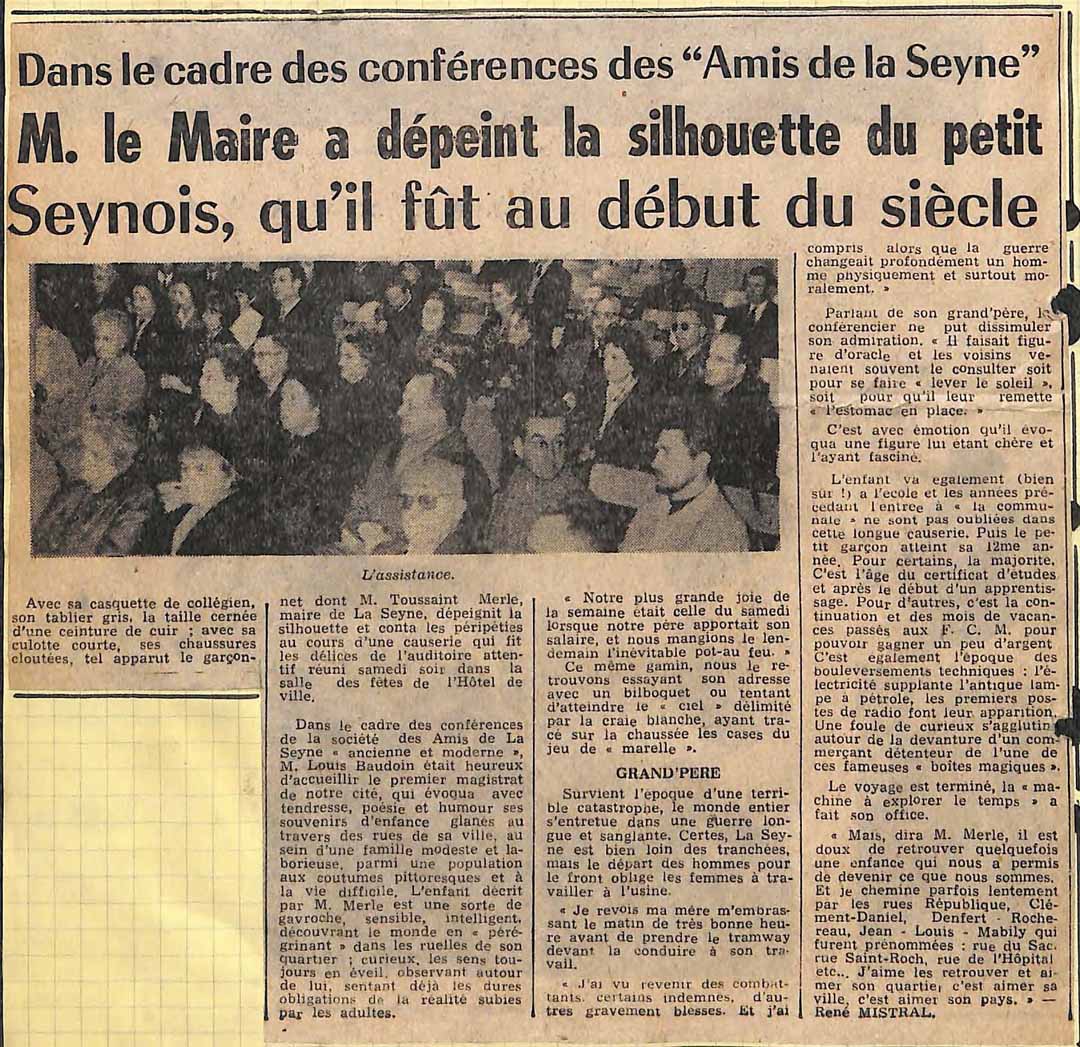 Dans le cadre des conférences des "Amis de la Seyne"
M. le Maire a dépeint la silhouette du petit
Seynois, qu'il fût au début du siècle
L'assistance.
Avec sa casquette de collégien,
son tablier gris, la taille cernée
d'une ceinture de cuir ; avec sa
culotte courte, ses chaussures
cloutées, tel apparut le garçon-
net dont M. Toussaint Merle,
maire de La Seyne, dépeignit la
silhouette et conta les péripéties
au cours d'une causerie qui fit
les délices de l'auditoire atten-
tif réuni samedi soir dans la
salle des fêtes de l'Hôtel de
ville.
Dans le cadre des conférences
de la société des Amis de La
Seyne « ancienne et moderne »,
M. Louis Baudoin était heureux
d'accueillir le premier magistrat
de notre cité, qui évoqua avec
tendresse, poésie et humour ses
souvenirs d'enfance glanés au
travers des rues de sa ville, au
sein d'une famille modeste et la-
borieuse, parmi une population
aux coutumes pittoresques et à
la vie difficile. L'enfant décrit
par M. Merle est une sorte de
gavroche, sensible, intelligent,
découvrant le monde en « péré-
grinant » dans les ruelles de son
quartier ; curieux, les sens tou-
jours en éveil, observant autour
de lui, sentant déjà les dures
obligations de la réalité subies
par les adultes.
« Notre plus grande joie de
la semaine était celle du samedi
lorsque notre père apportait son
salaire, et nous mangions le len-
demain l'inévitable pot-au feu. »
Ce même gamin, nous le re-
trouvons essayant son adresse
avec un bilboquet ou tentant
d'atteindre le « ciel » délimité
par la craie blanche, ayant tra-
cé sur la chaussée les cases du
jeu de « marelle ».
GRAND'PERE
Survient l'époque d'une terri-
ble catastrophe, le monde entier
s'entretue dans une guerre lon-
gue et sanglante. Certes, La Sey-
ne est bien loin des tranchées,
mais le départ des hommes pour
le front oblige les femmes à tra-
vailler à l'usine.
« Je revois ma mère m'embras-
sant le matin de très bonne heu-
re avant de prendre le tramway
devant la conduire à son tra-
vail.
« J'ai vu revenir des combat-
tants, certains indemnes, d'au-
tres gravement blesses. Et j'ai
compris alors que la guerre
changeait profondément un hom-
me physiquement et surtout mo-
ralement. »
Parlant de son grand'père, le
conférencier ne put dissimuler
son admiration. « Il faisait figu-
re d'oracle et les voisins ve-
naient souvent le consulter soit
pour se faire « lever le soleil »,
soit pour qu'il leur remette
« l'estomac en place. »
C'est avec émotion qu'il évo-
qua une figure lui étant chère et
l'ayant fasciné.
L'enfant va egalement (bien
sur !) a l'ecole et les années pré-
cédant l'entrée à « la commu-
nale » ne sont pas oubliées dans
cette longue causerie. Puis le pe-
tit garçon atteint sa 12me an-
née. Pour certains, la majorite.
C'est l'âge du certificat d'études
et après le début d'un apprentis-
sage. Pour d'autres, c'est la con-
tinuation et des mois de vacan-
ces passés aux F. C. M. pour
pouvoir gagner un peu d'argent
C'est également l'époque des
bouleversements techniques : l'é-
lectricité supplante l'antique lam-
pe à pétrole, les premiers pos-
tes de radio font leur apparition.
Une foule de curieux s'agglutine
autour de la devanture d'un com-
merçant détenteur de l'une de
ces fameuses « boîtes magiques ».
Le voyage est terminé, la « ma-
chine à explorer le temps » a
fait son office.
« Mais, dira M. Merle, il est
doux de retrouver quelquefois
une enfance qui nous a permis
de devenir ce que nous sommes.
Et je chemine parfois lentement
par les rues République, Clé-
ment-Daniel, Denfert - Roche-
reau, Jean - Louis - Mabily qui
furent prénommées : rue du Sac,
rue Saint-Roch, rue de l'Hôpital
etc... J'aime les retrouver et ai-
mer son quartier, c'est aimer sa
ville, c'est aimer son pays. » —
René MISTRAL.